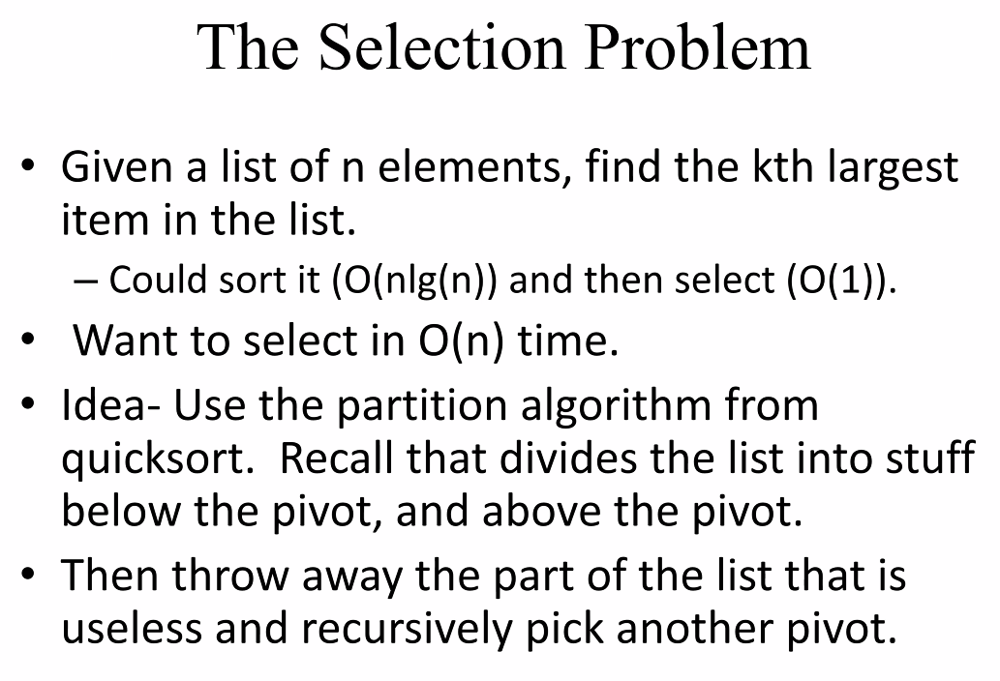 The Selection Problem
• Given a list of n elements, find the kth largest
item in the list.
– Could sort it (O(nlg(n)) and then select (O(1)).
• Want to select in O(n) time.
• Idea- Use the partition algorithm from
quicksort.  Recall that divides the list into stuff
below the pivot, and above the pivot.
• Then throw away the part of the list that is
useless and recursively pick another pivot.